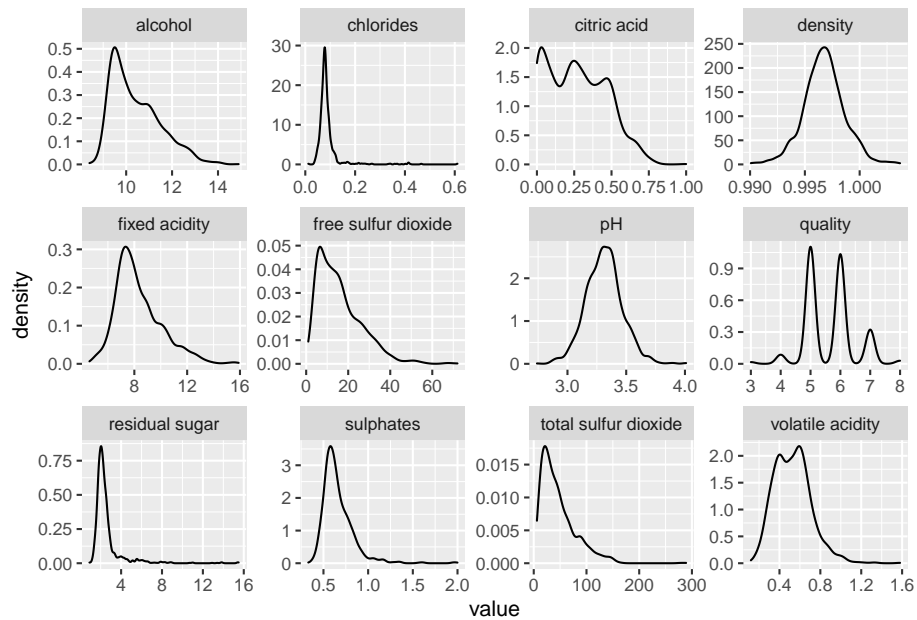 alcohol chlorides citric acid density
0.5 0.4 0.3 0.2 0.1 0.0
30 20 10 0
2.0 1.5 1.0 0.5 0.0
250 200 150 100 50 0
10 12 14
0.0 0.2 0.4 0.6
0.00 0.25 0.50 0.75 1.00
0.990 0.995 1.000
fixed acidity free sulfur dioxide pH quality
0.3 0.2 0.1 0.0
0.05 0.04 0.03 0.02 0.01 0.00
2 1 0
0.9 0.6 0.3 0.0
8 12 16
0 20 40 60
3.0 3.5 4.0
3 4 5 6 7 8
residual sugar sulphates total sulfur dioxide volatile acidity
0.75 0.50 0.25 0.00
3 2 1 0
0.015 0.010 0.005 0.000
2.0 1.5 1.0 0.5 0.0
4 8 12 16
0.5 1.0 1.5 2.0
0 100 200 300
0.4 0.8 1.2 1.6
density
value